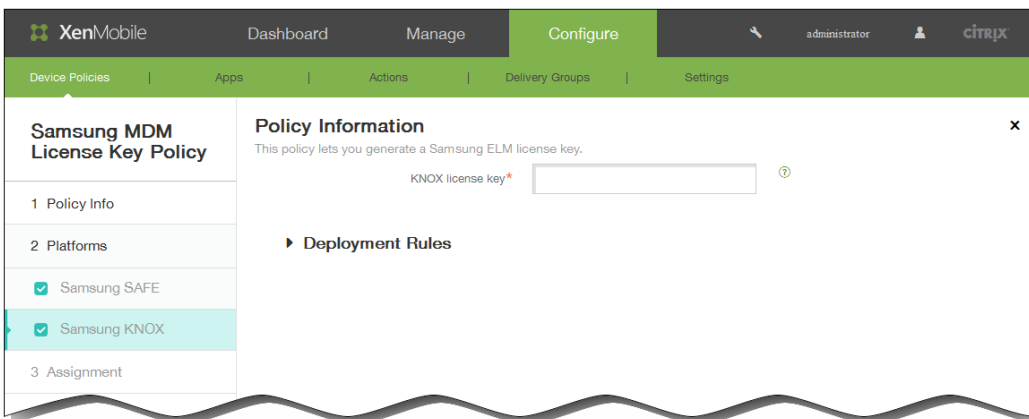 XenMobile Dashboard Manage Configure administrator CİTRIX
Device Policies | Apps | Actions | Delivery Groups | Settings
Samsung MDM
License Key Policy
1 Policy Info
2 Platforms
Samsung SAFE
Samsung KNOX
3 Assignment
Policy Information
This policy lets you generate a Samsung ELM license key.
KNOX license key*
Deployment Rules